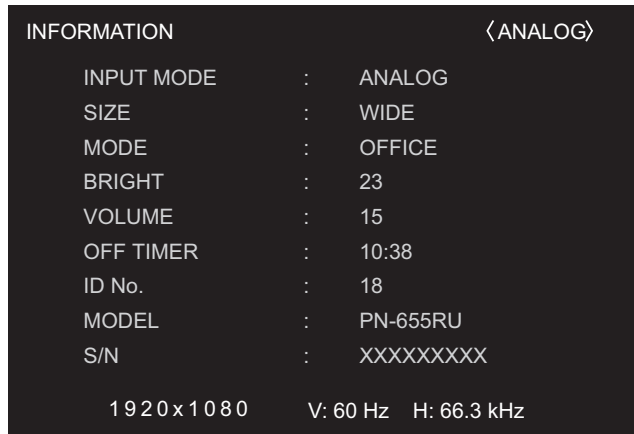 INFORMATION 〈ANALOG〉
INPUT MODE : ANALOG
SIZE : WIDE
MODE : OFFICE
BRIGHT : 23
VOLUME : 15
OFF TIMER : 10:38
ID No. : 18
MODEL : PN-655RU
S/N : XXXXXXXXX
1920x1080 V: 60 Hz H: 66.3 kHz